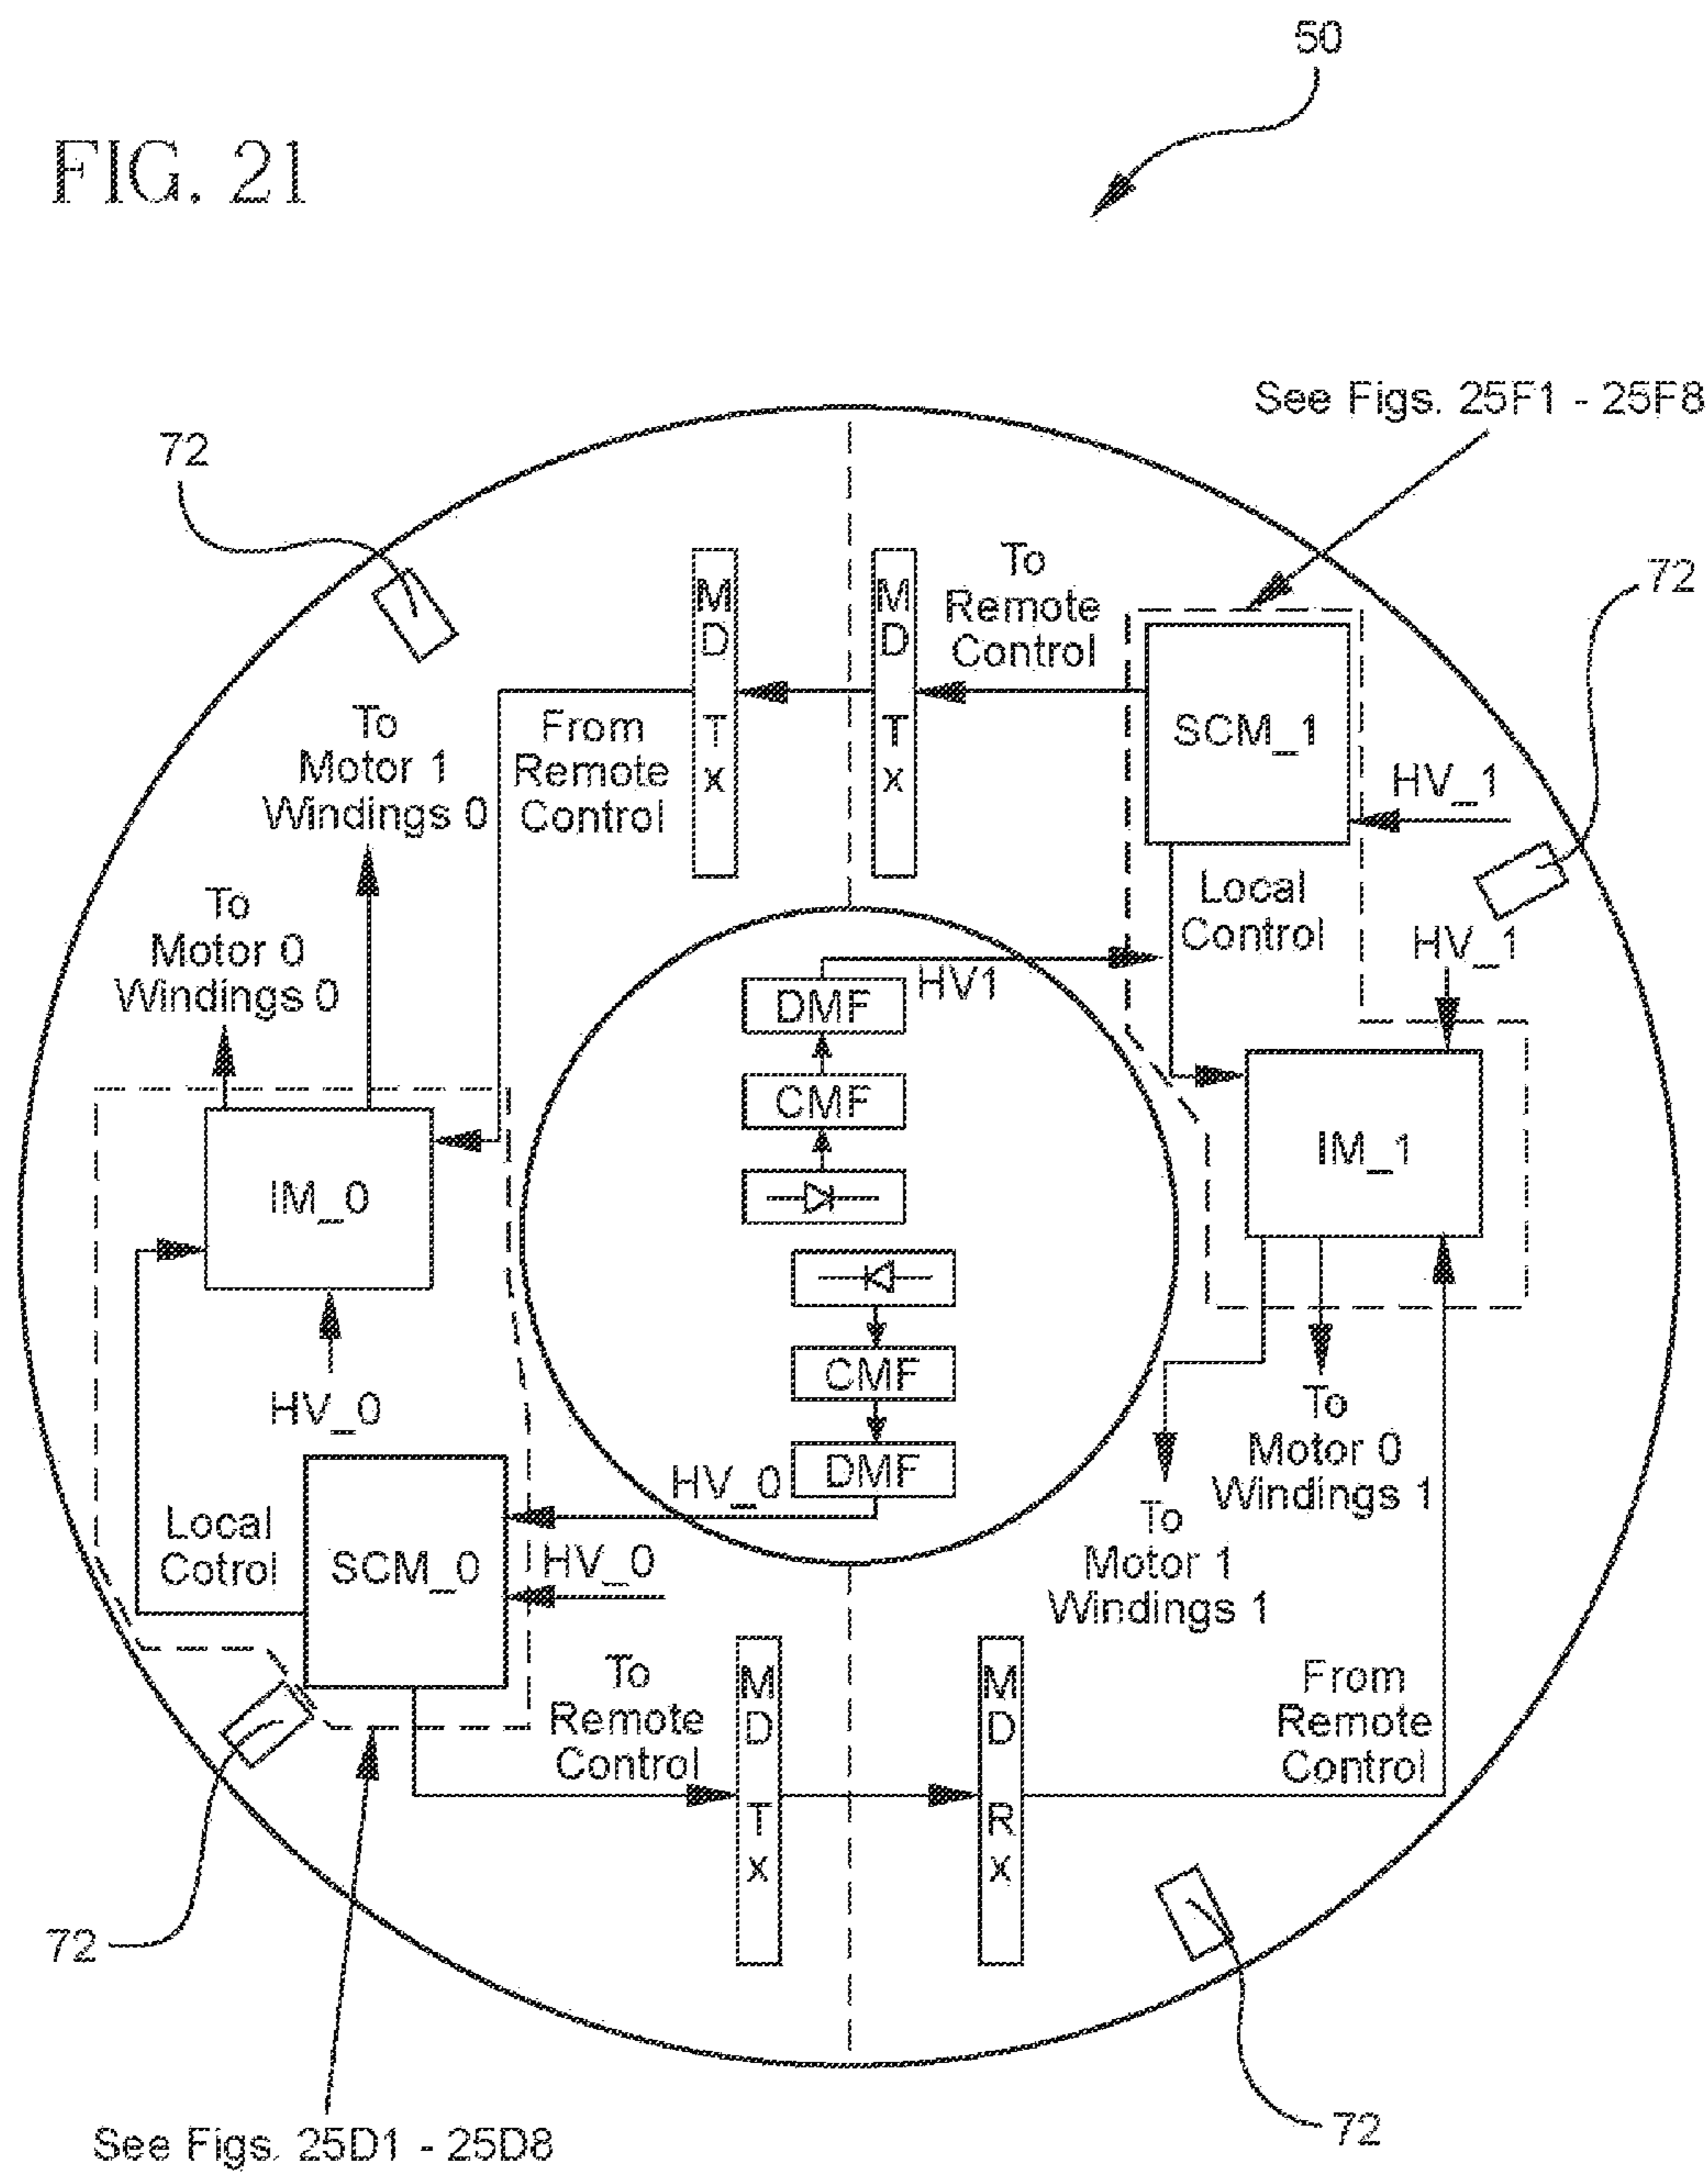 50
FIG. 21
See Figs. 25F1 - 25F8
72
72
M
D
T
x
M
D
T
x
To
Remote
Control
SCM_1
From
Remote
Control
To
Motor 1
Windings 0
HV_1
Local
Control
To
Motor 0
Windings 0
HV_1
DMF
HV1
CMF
IM_1
IM_0
CMF
HV_0
To
Motor 0
Windings 1
DMF
HV_0
Local
Cotrol
SCM_0
HV_0
To
Motor 1
Windings 1
To
Remote
Control
M
D
T
x
M
D
R
x
From
Remote
Control
72
72
See Figs. 25D1 - 25D8